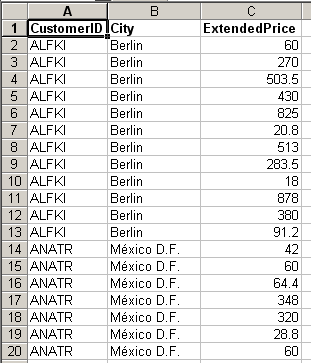 A B C
1 CustomerID City ExtendedPrice
2 ALFKI Berlin 60
3 ALFKI Berlin 270
4 ALFKI Berlin 503.5
5 ALFKI Berlin 430
6 ALFKI Berlin 825
7 ALFKI Berlin 20.8
8 ALFKI Berlin 513
9 ALFKI Berlin 283.5
10 ALFKI Berlin 18
11 ALFKI Berlin 878
12 ALFKI Berlin 380
13 ALFKI Berlin 91.2
14 ANATR México D.F. 42
15 ANATR México D.F. 60
16 ANATR México D.F. 64.4
17 ANATR México D.F. 348
18 ANATR México D.F. 320
19 ANATR México D.F. 28.8
20 ANATR México D.F. 60